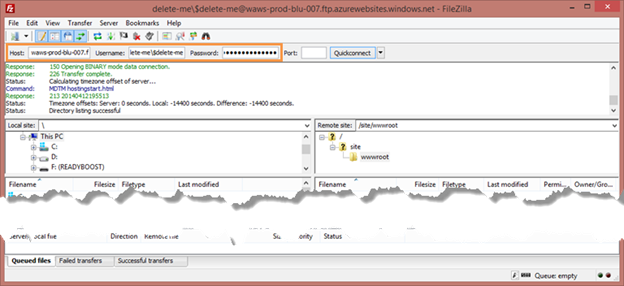 delete-me\$delete-me@waws-prod-blu-007.ftp.azurewebsites.windows.net - FileZilla
File Edit View Transfer Server Bookmarks Help
Host: waws-prod-blu-007.f Username: lete-me\$delete-me Password: ●●●●●●●●●●●●●● Port: Quickconnect
Response: 150 Opening BINARY mode data connection.
Response: 226 Transfer complete.
Status: Calculating timezone offset of server...
Command: MDTM hostingstart.html
Response: 213 20140412195513
Status: Timezone offsets: Server: 0 seconds. Local: -14400 seconds. Difference: -14400 seconds.
Status: Directory listing successful
Local site: \ Remote site: /site/wwwroot
This PC
C:
D:
F: (READYBOOST)
/
site
wwwroot
Filename Filesize Filetype Last modified
Filename Filesize Filetype Last modified Permi... Owner/Gro...
Direction Remote file Status
Queued files Failed transfers Successful transfers
Queue: empty